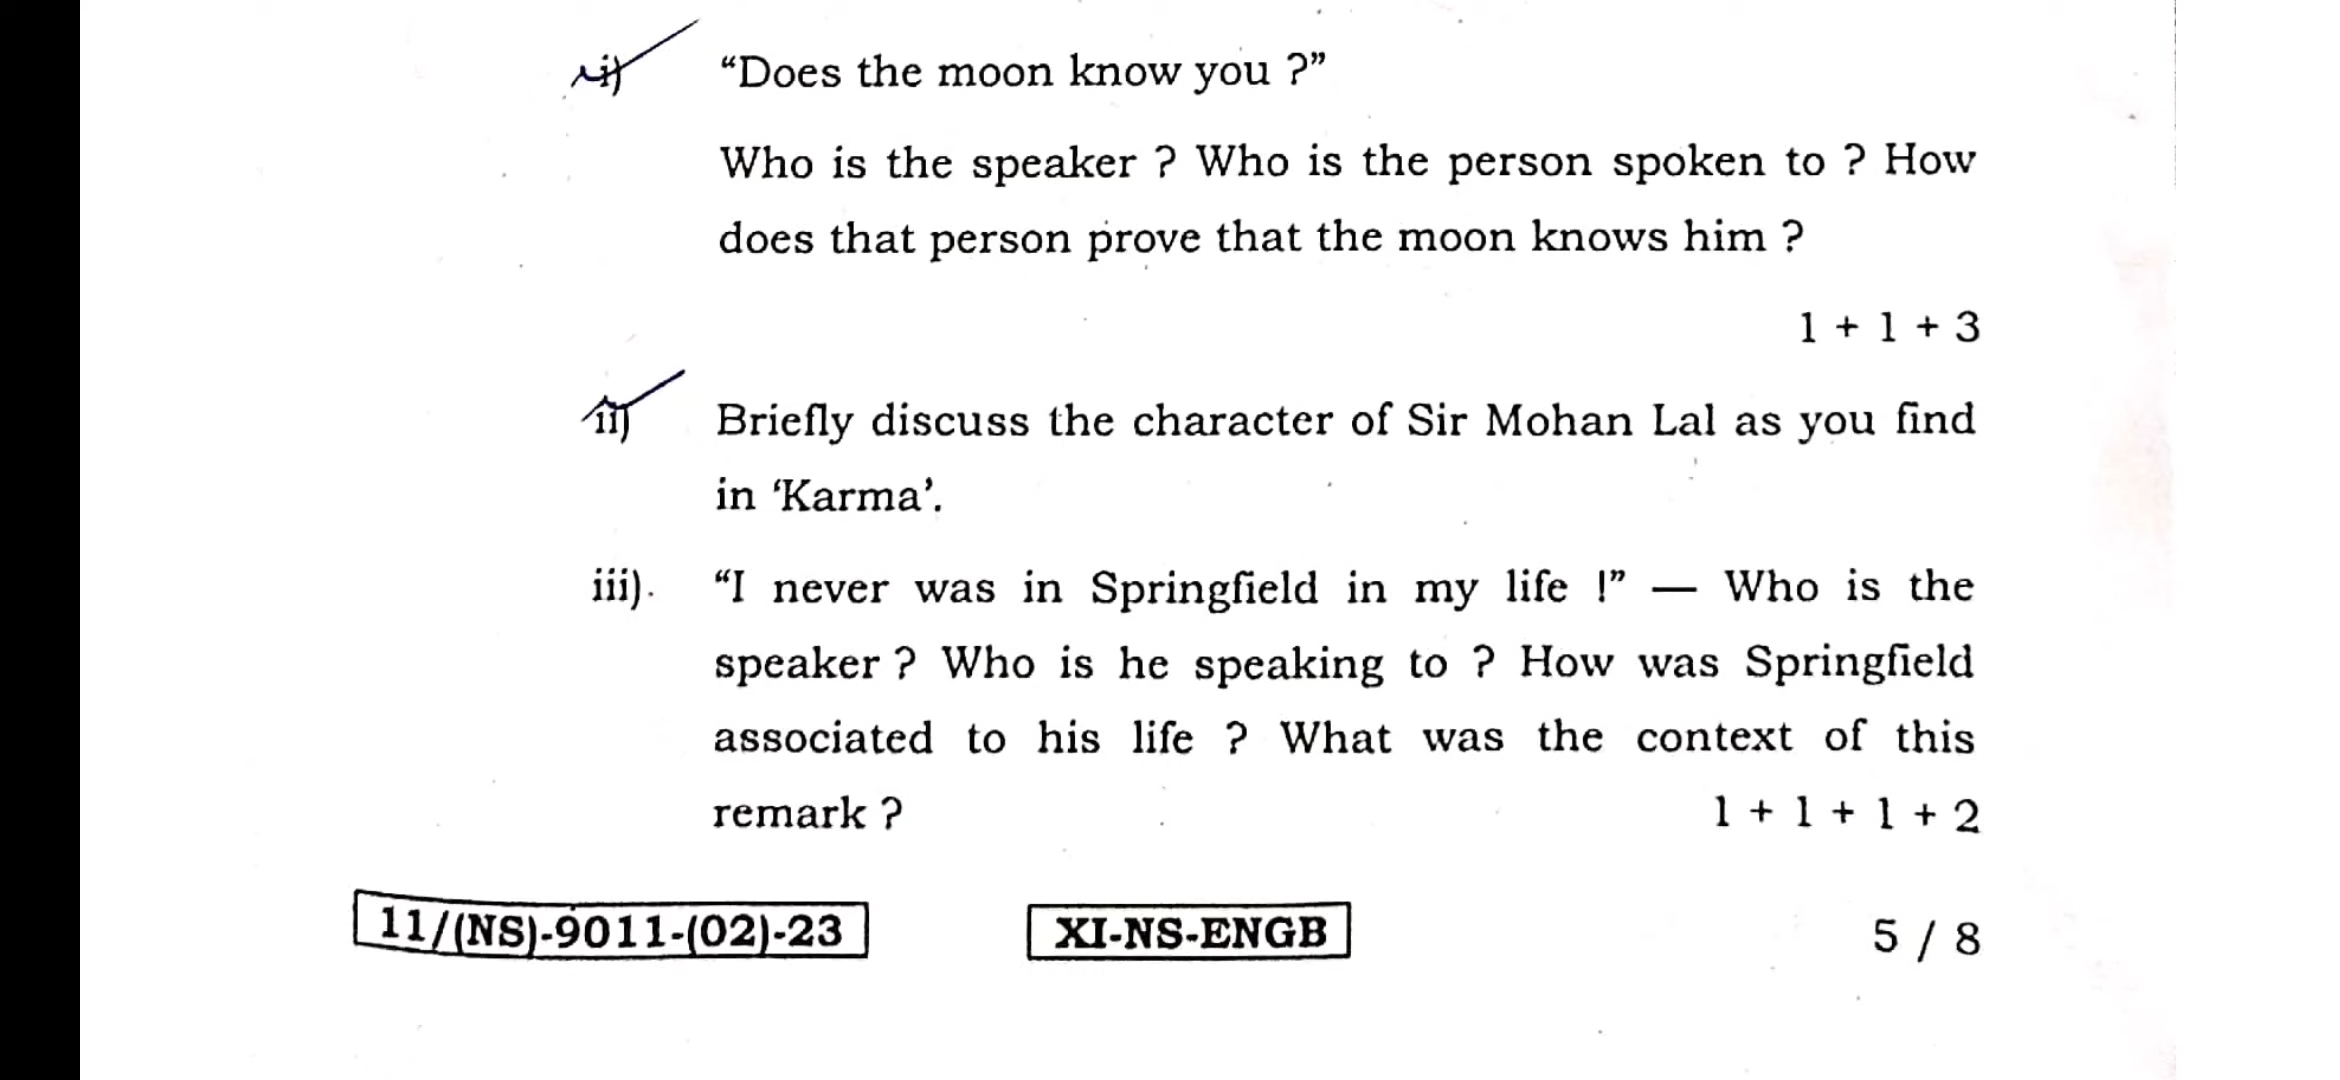 i) "Does the moon know you ?"
Who is the speaker ? Who is the person spoken to ? How
does that person prove that the moon knows him ?
1 + 1 + 3
ii) Briefly discuss the character of Sir Mohan Lal as you find
in 'Karma'.
iii). "I never was in Springfield in my life !" — Who is the
speaker ? Who is he speaking to ? How was Springfield
associated to his life ? What was the context of this
remark ? 1 + 1 + 1 + 2
11/(NS)-9011-(02)-23 XI-NS-ENGB 5 / 8